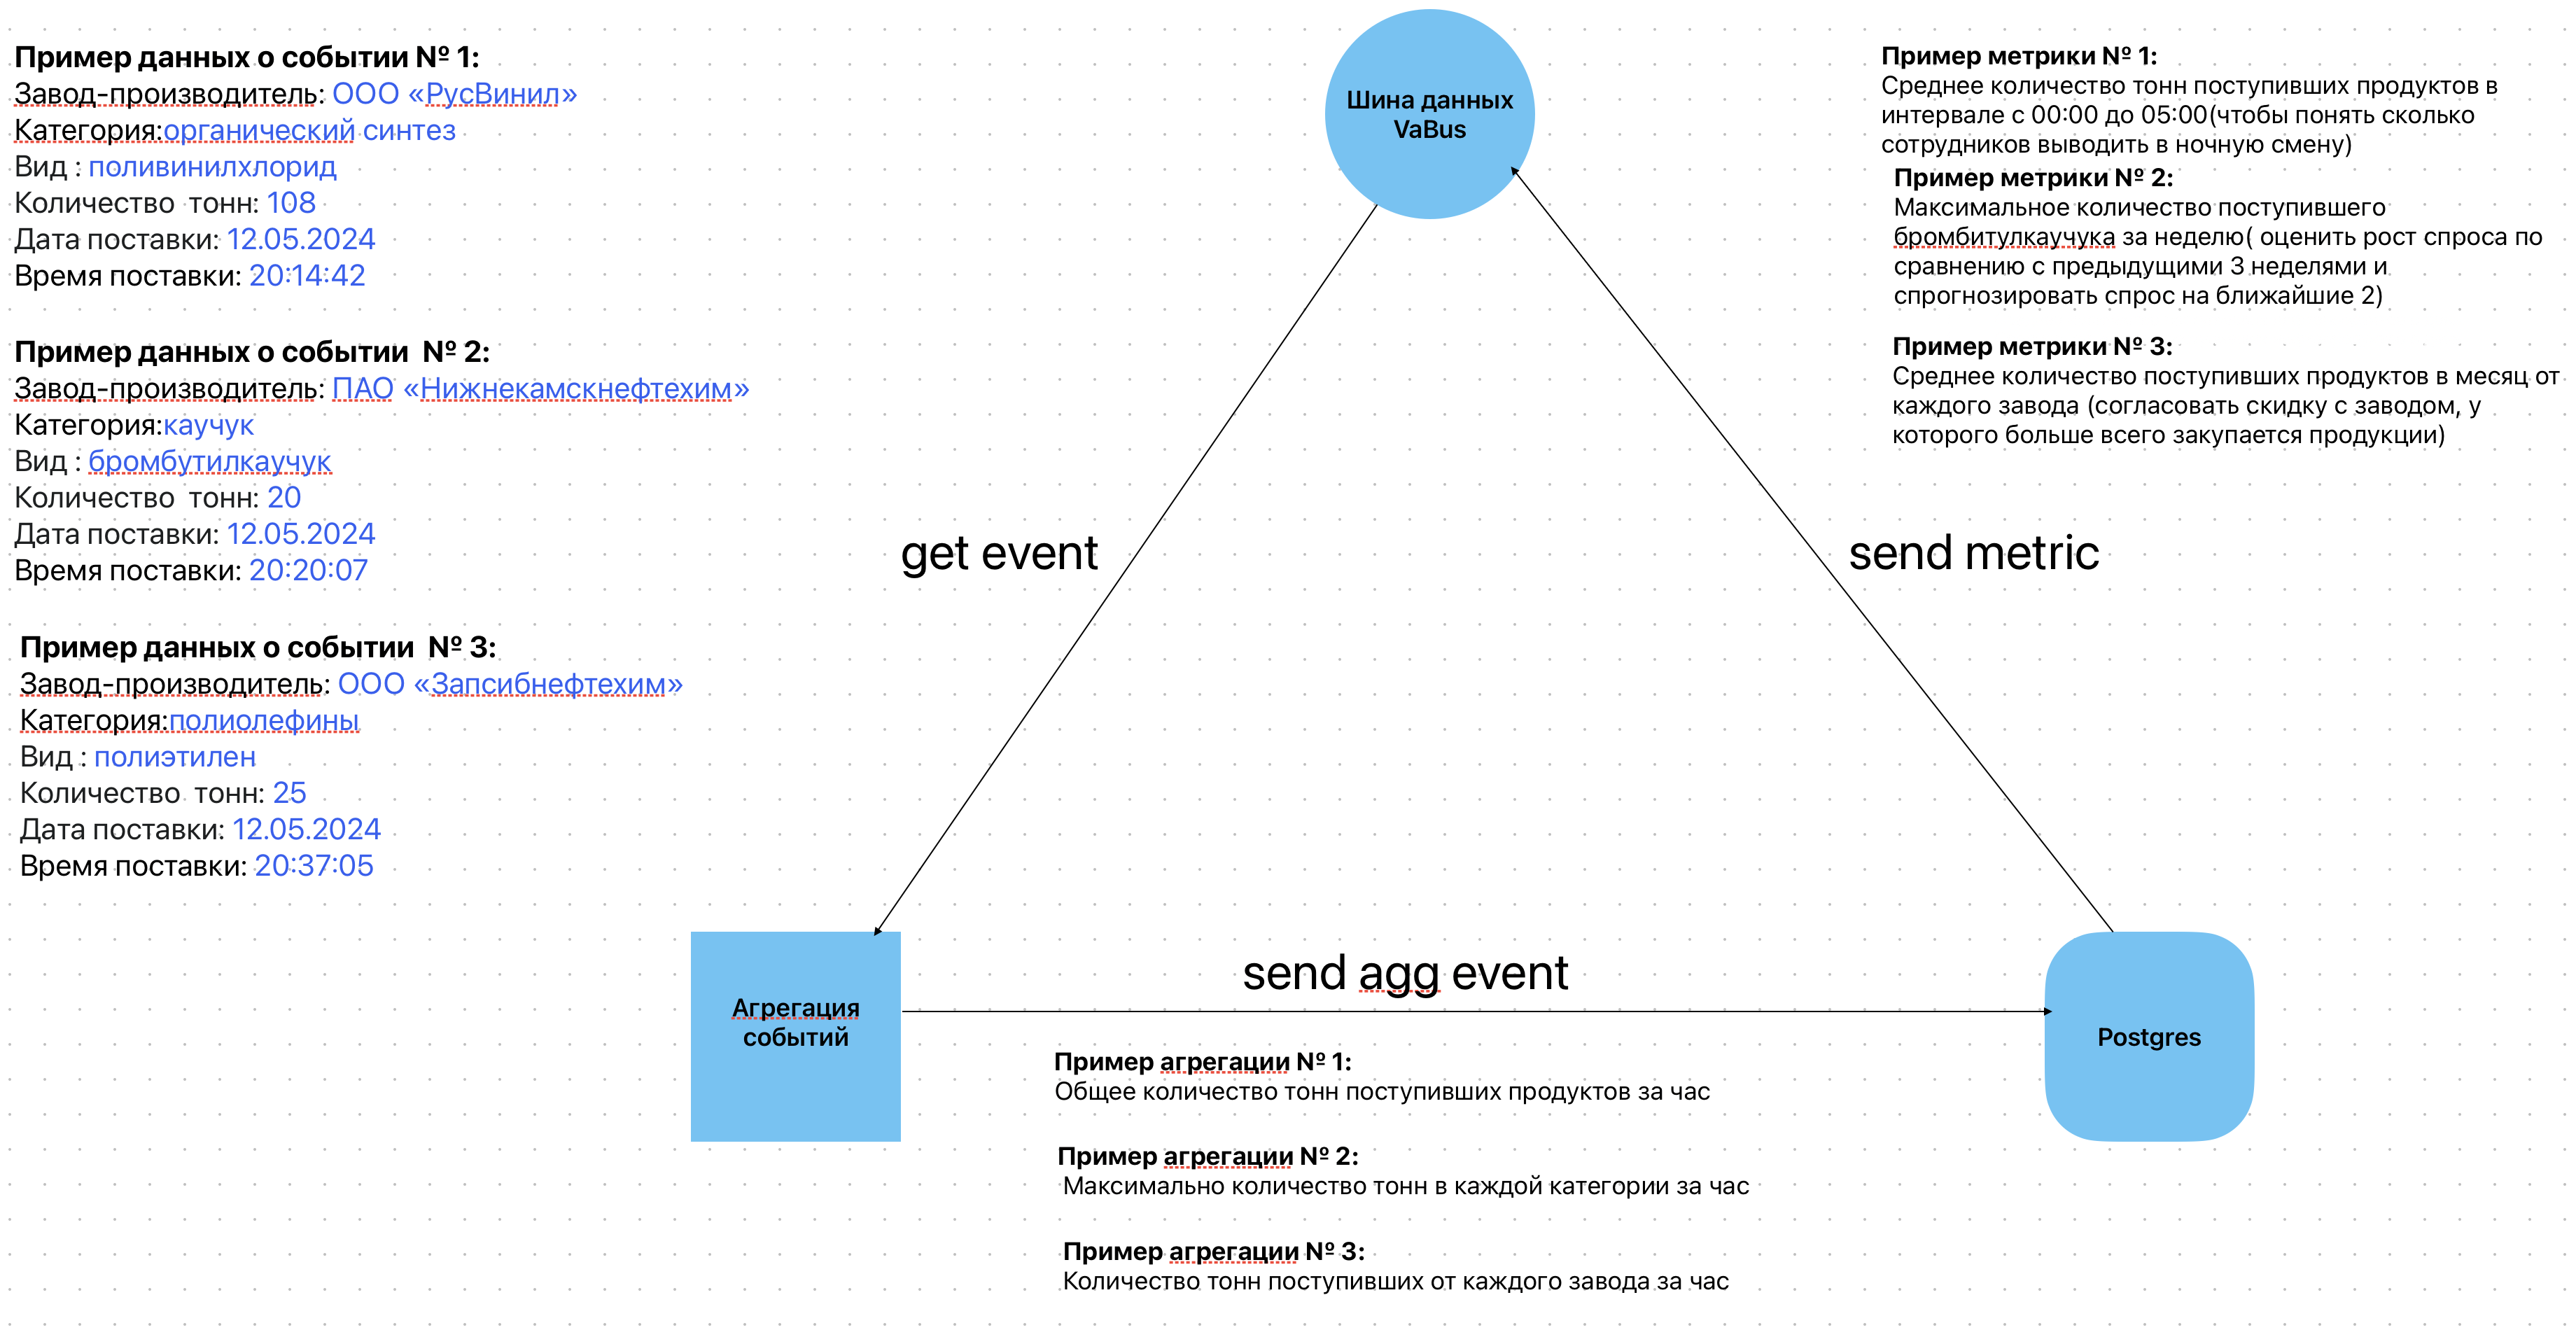 Пример данных о событии № 1:
Завод-производитель: ООО «РусВинил»
Категория:органический синтез
Вид : поливинилхлорид
Количество  тонн: 108
Дата поставки: 12.05.2024
Время поставки: 20:14:42
Пример данных о событии  № 2:
Завод-производитель: ПАО «Нижнекамскнефтехим»
Категория:каучук
Вид : бромбутилкаучук
Количество  тонн: 20
Дата поставки: 12.05.2024
Время поставки: 20:20:07
Пример данных о событии  № 3:
Завод-производитель: ООО «Запсибнефтехим»
Категория:полиолефины
Вид : полиэтилен
Количество  тонн: 25
Дата поставки: 12.05.2024
Время поставки: 20:37:05
Шина данных
VaBus
Пример метрики № 1:
Среднее количество тонн поступивших продуктов в
интервале с 00:00 до 05:00(чтобы понять сколько
сотрудников выводить в ночную смену)
Пример метрики № 2:
Максимальное количество поступившего
бромбитулкаучука за неделю( оценить рост спроса по
сравнению с предыдущими 3 неделями и
спрогнозировать спрос на ближайшие 2)
Пример метрики № 3:
Среднее количество поступивших продуктов в месяц от
каждого завода (согласовать скидку с заводом, у
которого больше всего закупается продукции)
get event
send metric
send agg event
Агрегация
событий
Postgres
Пример агрегации № 1:
Общее количество тонн поступивших продуктов за час
Пример агрегации № 2:
Максимально количество тонн в каждой категории за час
Пример агрегации № 3:
Количество тонн поступивших от каждого завода за час